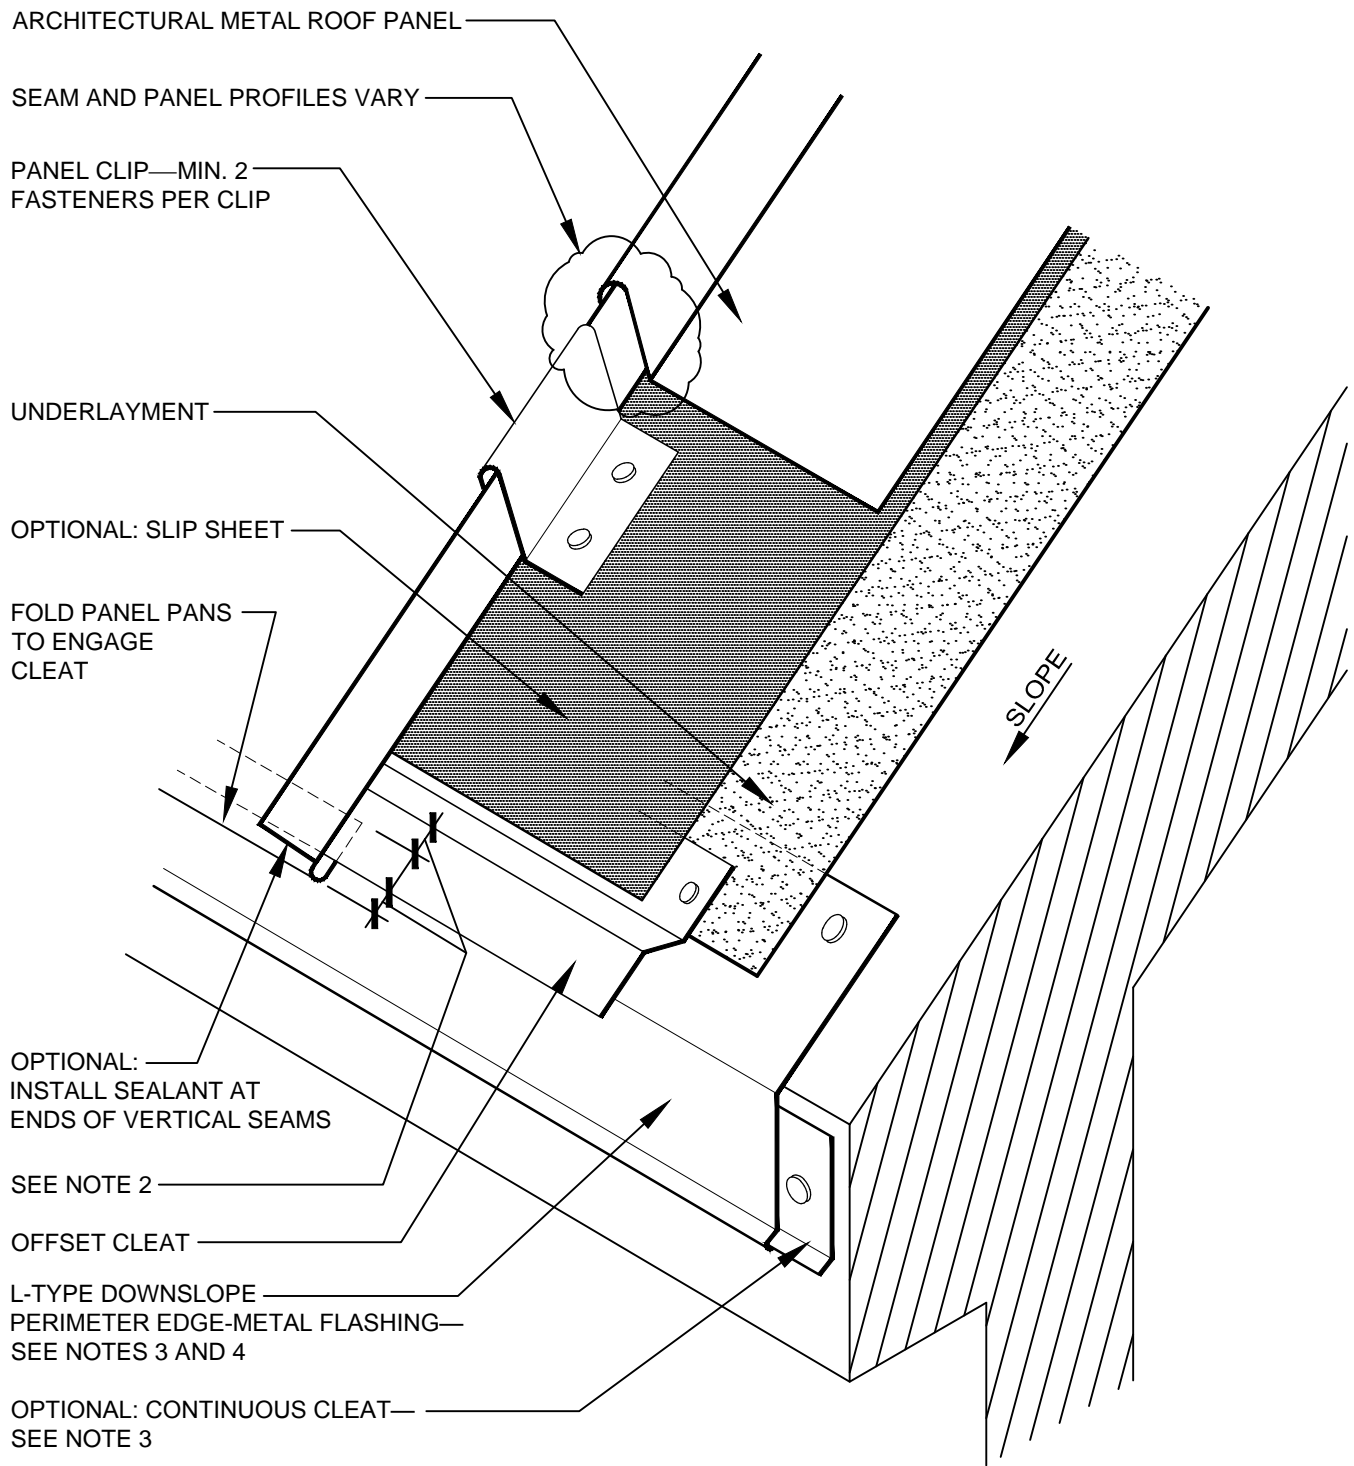 ARCHITECTURAL METAL ROOF PANEL
SEAM AND PANEL PROFILES VARY
PANEL CLIP—MIN. 2
FASTENERS PER CLIP
UNDERLAYMENT
OPTIONAL: SLIP SHEET
FOLD PANEL PANS
TO ENGAGE
CLEAT
SLOPE
OPTIONAL:
INSTALL SEALANT AT
ENDS OF VERTICAL SEAMS
SEE NOTE 2
OFFSET CLEAT
L-TYPE DOWNSLOPE
PERIMETER EDGE-METAL FLASHING—
SEE NOTES 3 AND 4
OPTIONAL: CONTINUOUS CLEAT—
SEE NOTE 3